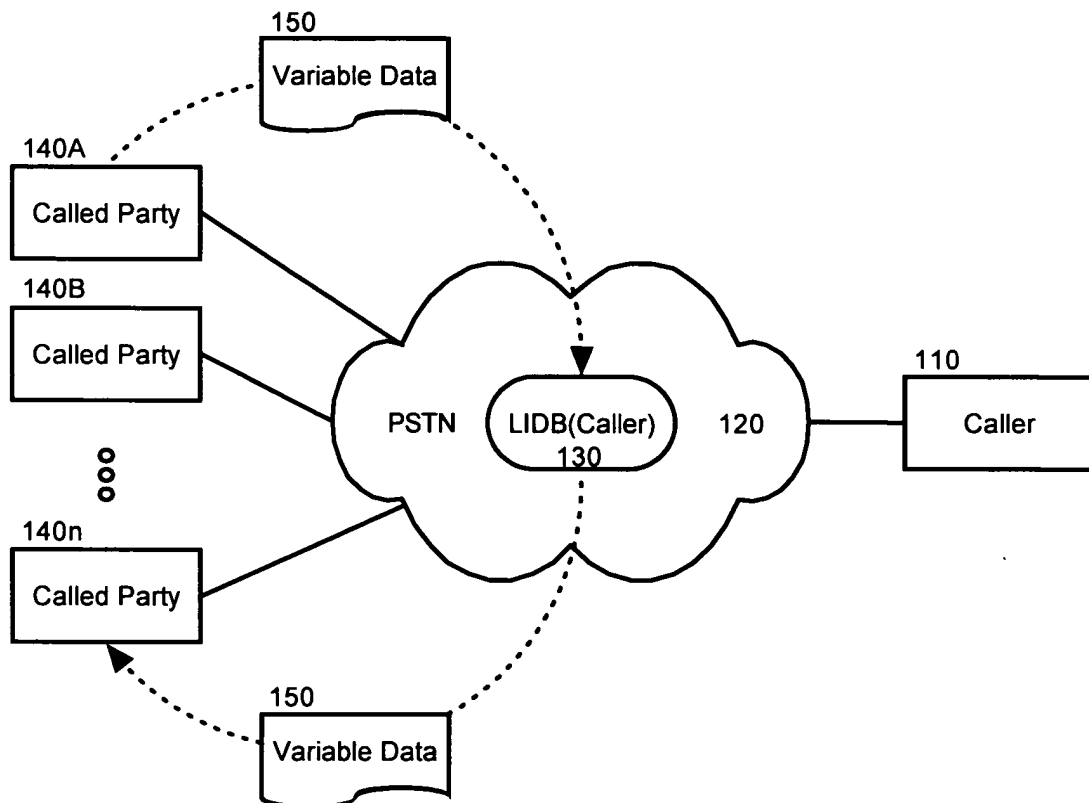 150
Variable Data
140A
Called Party
140B
Called Party
110
PSTN
LIDB(Caller)
130
120
Caller
140n
Called Party
150
Variable Data